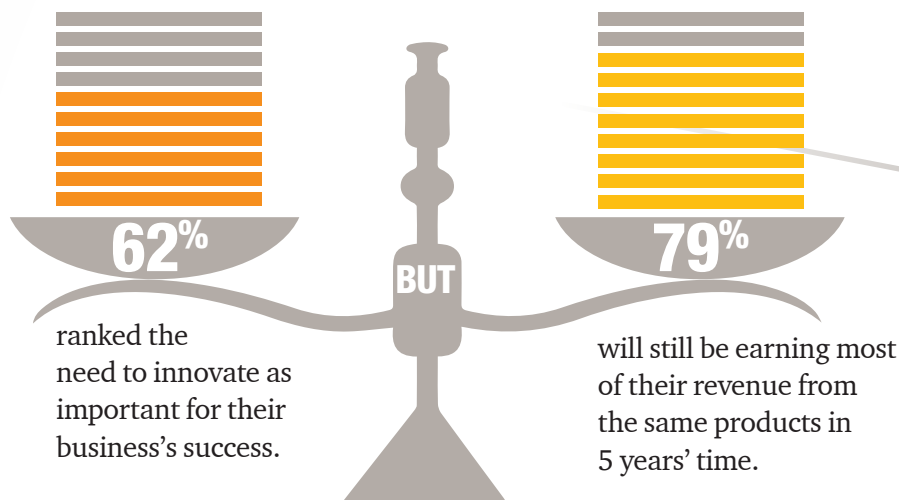 62%
BUT
79%
ranked the
need to innovate as
important for their
business’s success.
will still be earning most
of their revenue from
the same products in
5 years’ time.